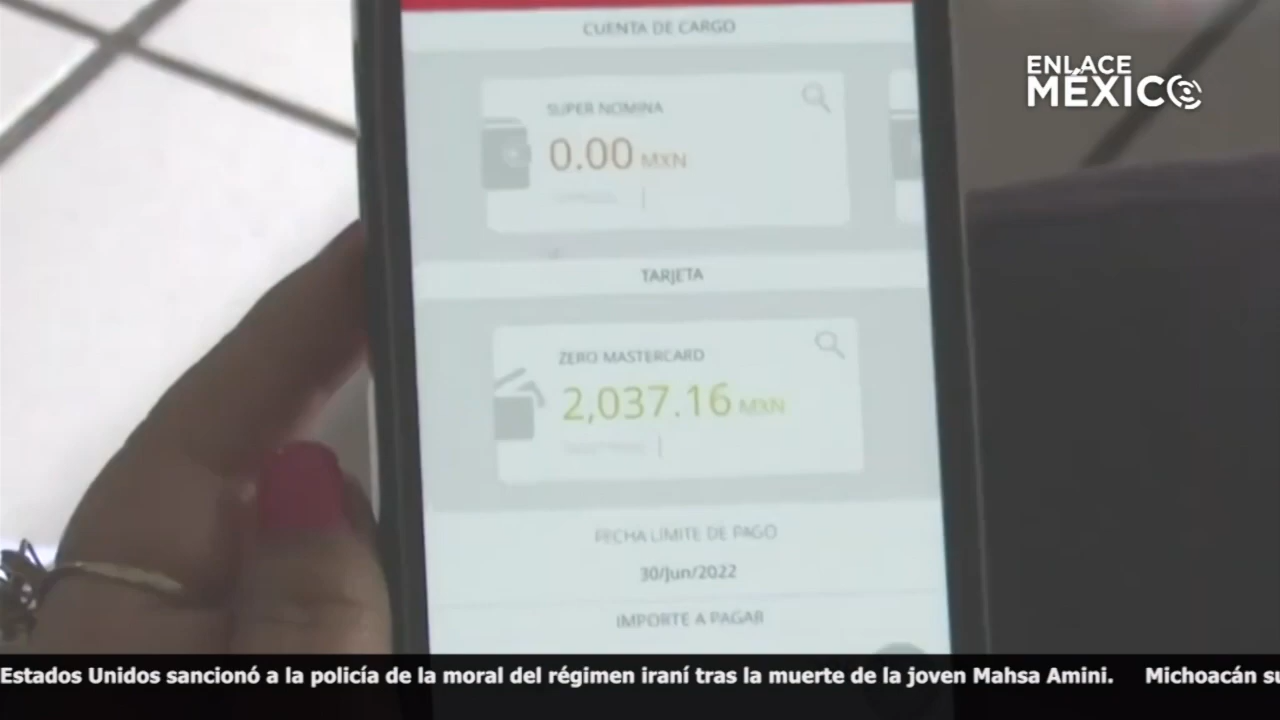 CUENTA DE CARGO
ENLACE
MÉXICO
SUPER NOMINA
0.00 MXN
TARJETA
ZERO MASTERCARD
2,037.16 MXN
FECHA LIMITE DE PAGO
30/Jun/2022
IMPORTE A PAGAR
Estados Unidos sancionó a la policía de la moral del régimen iraní tras la muerte de la joven Mahsa Amini. Michoacán su